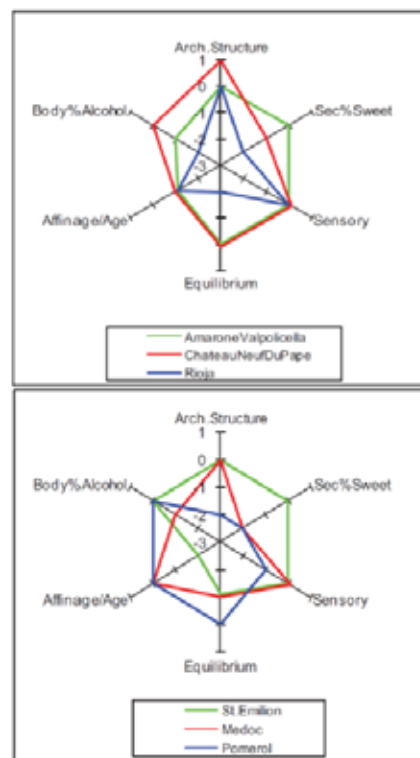 Arch.Structure
1
0
Body%Alcohol
Sec%Sweet
-1
-2
-3
Affinage/Age
Sensory
Equilibrium
AmaroneValpolicella
ChateauNeufDuPape
Rioja
Arch.Structure
1
0
Body%Alcohol
Sec%Sweet
-1
-2
-3
Affinage/Age
Sensory
Equilibrium
St.Emilion
Medoc
Pomerol